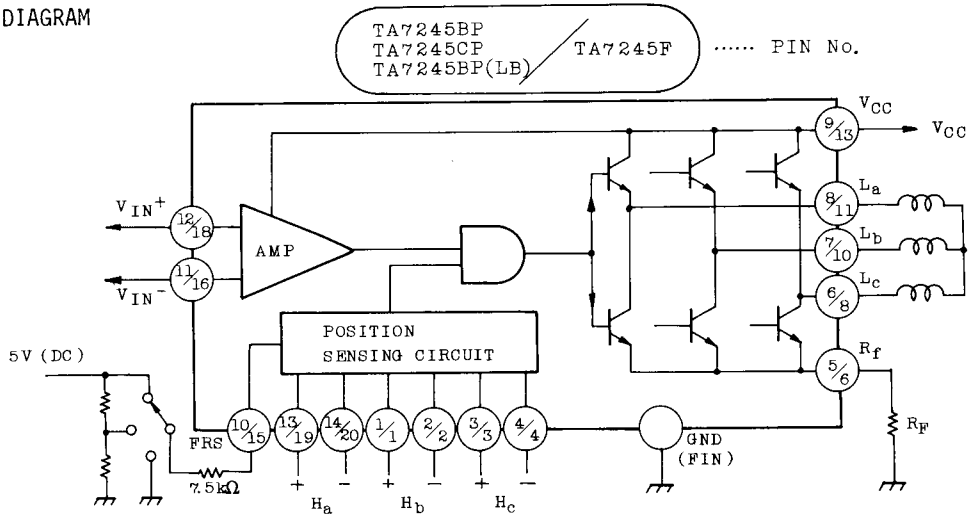 DIAGRAM
TA7245BP
TA7245CP
TA7245BP(LB)
TA7245F
...... PIN No.
VCC
9/13
VCC
La
8/11
VIN+
12/18
AMP
Lb
7/10
11/16
VIN-
Lc
6/8
POSITION
SENSING CIRCUIT
5V (DC)
Rf
5/6
FRS
10/15
13/19
14/20
1/1
2/2
3/3
4/4
GND
(FIN)
RF
7.5kΩ
+ − + − + −
Ha Hb Hc